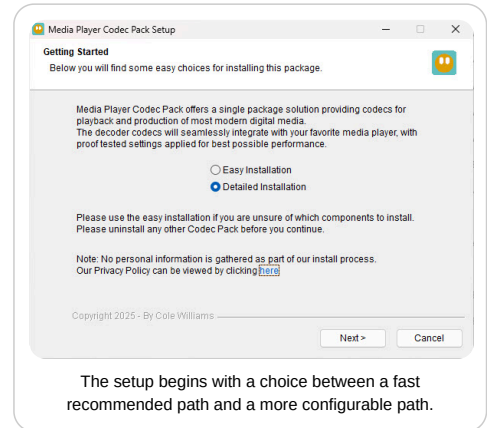 Media Player Codec Pack Setup
Getting Started
Below you will find some easy choices for installing this package.
Media Player Codec Pack offers a single package solution providing codecs for
playback and production of most modern digital media.
The decoder codecs will seamlessly integrate with your favorite media player, with
proof tested settings applied for best possible performance.
Easy Installation
Detailed Installation
Please use the easy installation if you are unsure of which components to install.
Please uninstall any other Codec Pack before you continue.
Note: No personal information is gathered as part of our install process.
Our Privacy Policy can be viewed by clicking here
Copyright 2025 - By Cole Williams
Next >
Cancel
The setup begins with a choice between a fast
recommended path and a more configurable path.